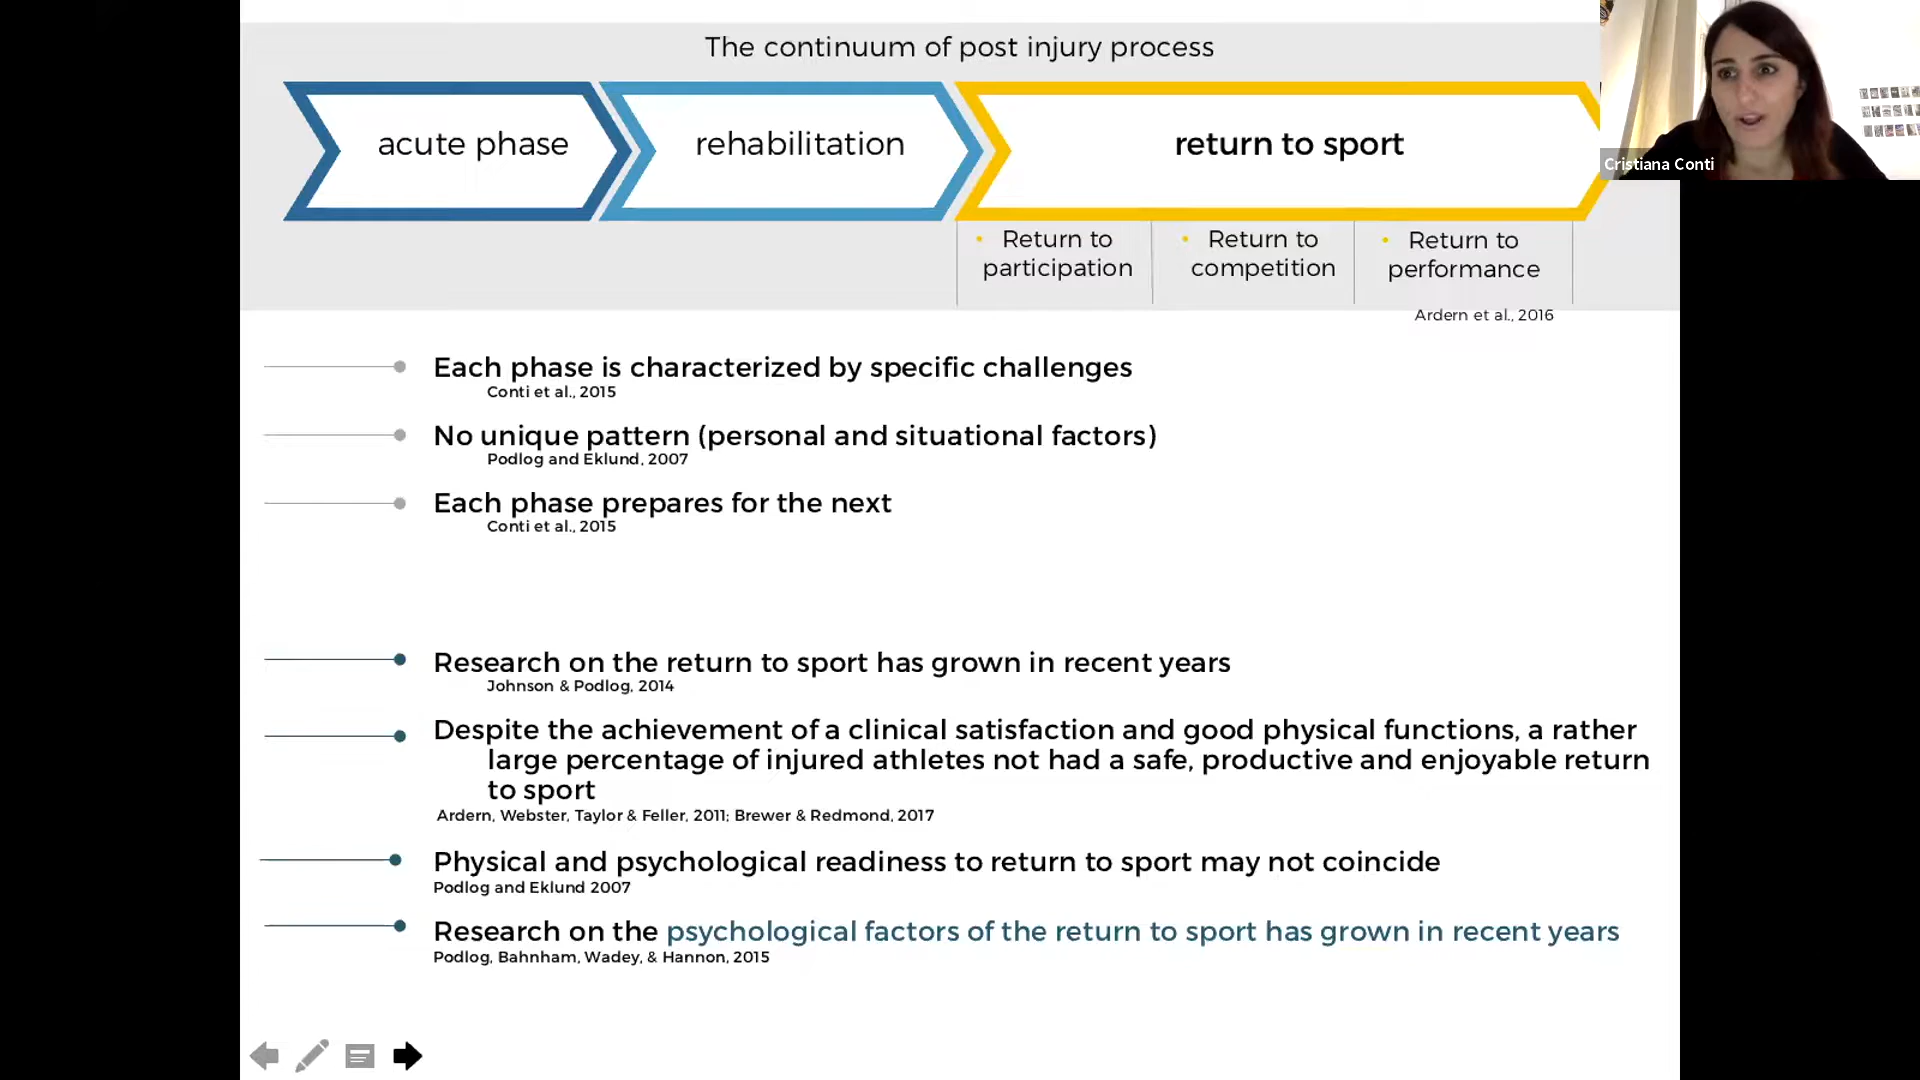 The continuum of post injury process
acute phase
rehabilitation
return to sport
Cristiana Conti
• Return to
participation
• Return to
competition
• Return to
performance
Ardern et al., 2016
Each phase is characterized by specific challenges
Conti et al., 2015
No unique pattern (personal and situational factors)
Podlog and Eklund, 2007
Each phase prepares for the next
Conti et al., 2015
Research on the return to sport has grown in recent years
Johnson & Podlog, 2014
Despite the achievement of a clinical satisfaction and good physical functions, a rather
large percentage of injured athletes not had a safe, productive and enjoyable return
to sport
Ardern, Webster, Taylor & Feller, 2011; Brewer & Redmond, 2017
Physical and psychological readiness to return to sport may not coincide
Podlog and Eklund 2007
Research on the psychological factors of the return to sport has grown in recent years
Podlog, Bahnham, Wadey, & Hannon, 2015